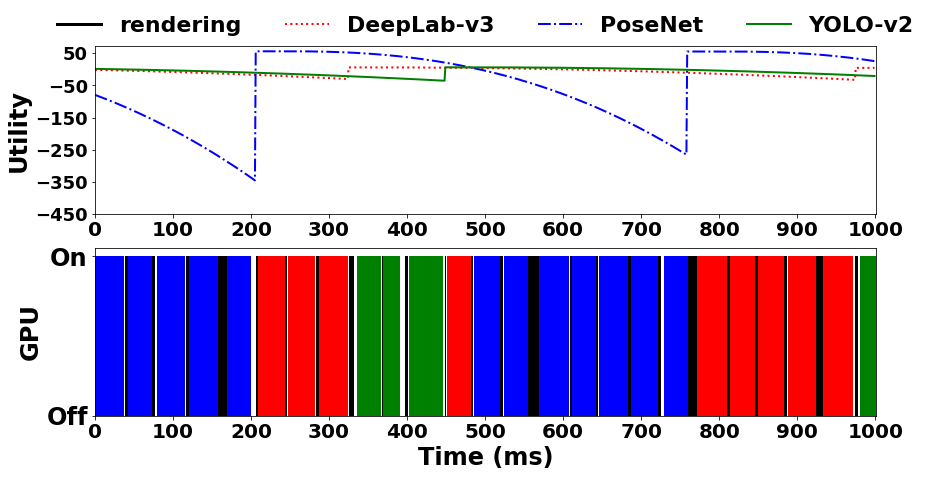 rendering DeepLab-v3 PoseNet YOLO-v2
Utility
50
−50
−150
−250
−350
−450
0 100 200 300 400 500 600 700 800 900 1000
GPU
On
Off
0 100 200 300 400 500 600 700 800 900 1000
Time (ms)